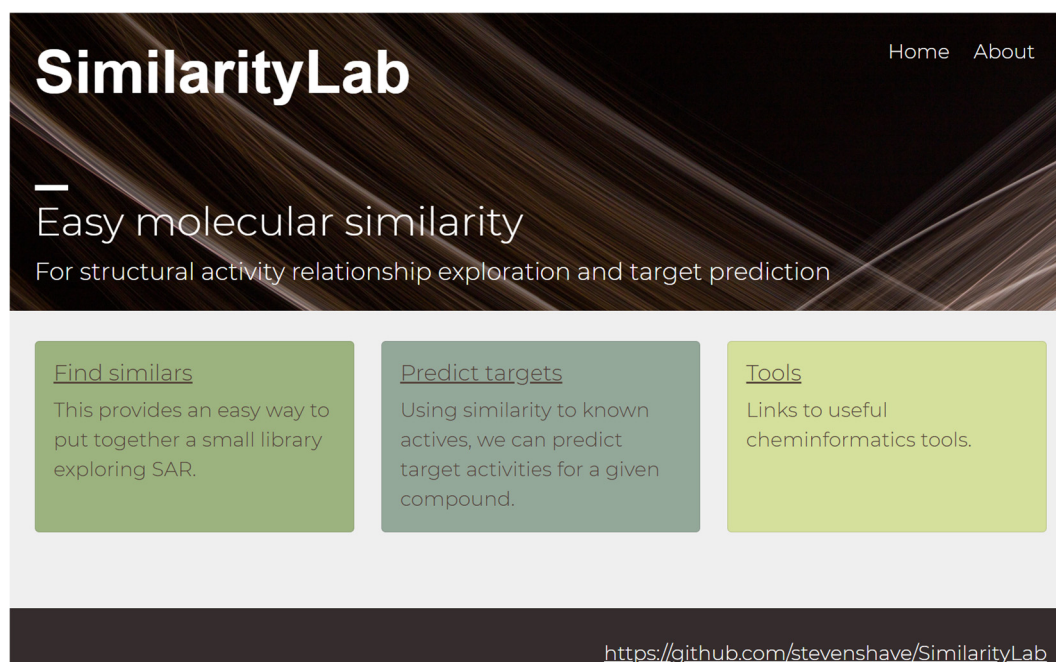 SimilarityLab
Home About
Easy molecular similarity
For structural activity relationship exploration and target prediction
Find similars
This provides an easy way to
put together a small library
exploring SAR.
Predict targets
Using similarity to known
actives, we can predict
target activities for a given
compound.
Tools
Links to useful
cheminformatics tools.
https://github.com/stevenshave/SimilarityLab